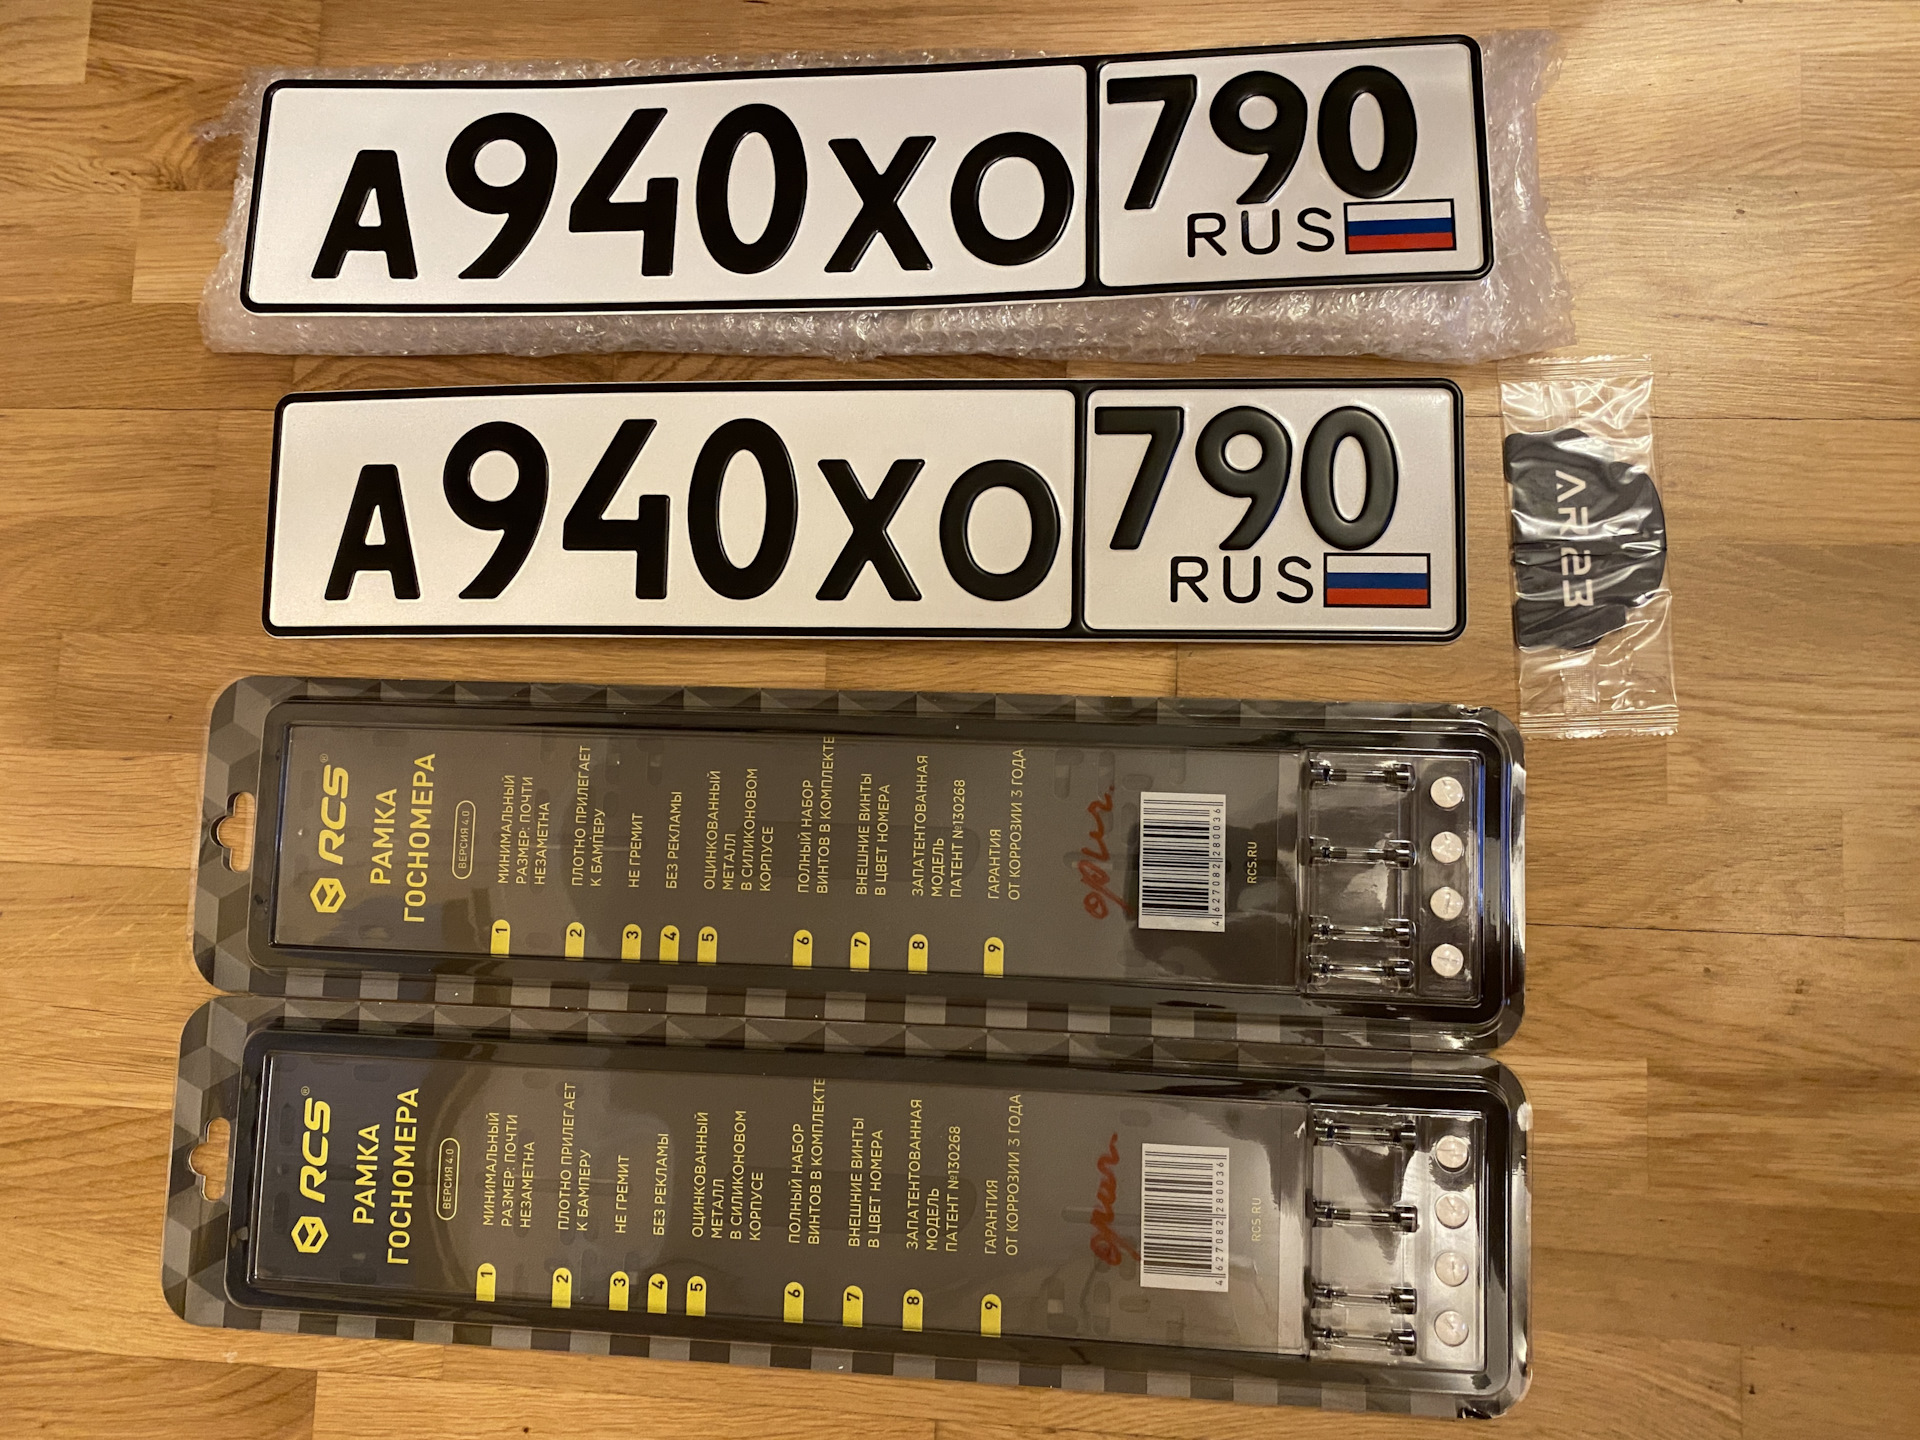 А940ХО 790
RUS
А940ХО 790
RUS
AR23
RCS®
РАМКА
ГОСНОМЕРА
ВЕРСИЯ 4.0
1 МИНИМАЛЬНЫЙ
РАЗМЕР: ПОЧТИ
НЕЗАМЕТНА
2 ПЛОТНО ПРИЛЕГАЕТ
К БАМПЕРУ
3 НЕ ГРЕМИТ
4 БЕЗ РЕКЛАМЫ
5 ОЦИНКОВАННЫЙ
МЕТАЛЛ
В СИЛИКОНОВОМ
КОРПУСЕ
6 ПОЛНЫЙ НАБОР
ВИНТОВ В КОМПЛЕКТЕ
7 ВНЕШНИЕ ВИНТЫ
В ЦВЕТ НОМЕРА
8 ЗАПАТЕНТОВАННАЯ
МОДЕЛЬ
ПАТЕНТ №130268
9 ГАРАНТИЯ
ОТ КОРРОЗИИ 3 ГОДА
4627082280036
RCS.RU
RCS®
РАМКА
ГОСНОМЕРА
ВЕРСИЯ 4.0
1 МИНИМАЛЬНЫЙ
РАЗМЕР: ПОЧТИ
НЕЗАМЕТНА
2 ПЛОТНО ПРИЛЕГАЕТ
К БАМПЕРУ
3 НЕ ГРЕМИТ
4 БЕЗ РЕКЛАМЫ
5 ОЦИНКОВАННЫЙ
МЕТАЛЛ
В СИЛИКОНОВОМ
КОРПУСЕ
6 ПОЛНЫЙ НАБОР
ВИНТОВ В КОМПЛЕКТЕ
7 ВНЕШНИЕ ВИНТЫ
В ЦВЕТ НОМЕРА
8 ЗАПАТЕНТОВАННАЯ
МОДЕЛЬ
ПАТЕНТ №130268
9 ГАРАНТИЯ
ОТ КОРРОЗИИ 3 ГОДА
4627082280036
RCS.RU